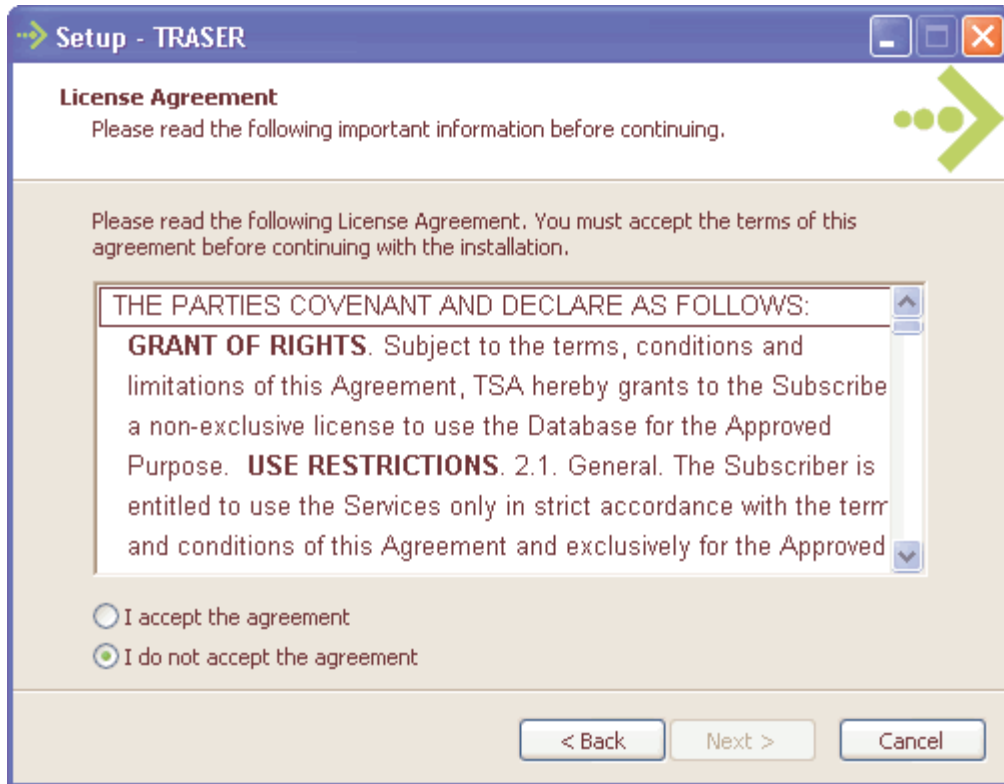 Setup - TRASER
License Agreement
Please read the following important information before continuing.
Please read the following License Agreement. You must accept the terms of this
agreement before continuing with the installation.
THE PARTIES COVENANT AND DECLARE AS FOLLOWS:
GRANT OF RIGHTS. Subject to the terms, conditions and
limitations of this Agreement, TSA hereby grants to the Subscribe
a non-exclusive license to use the Database for the Approved
Purpose. USE RESTRICTIONS. 2.1. General. The Subscriber is
entitled to use the Services only in strict accordance with the term
and conditions of this Agreement and exclusively for the Approved
I accept the agreement
I do not accept the agreement
< Back Next > Cancel